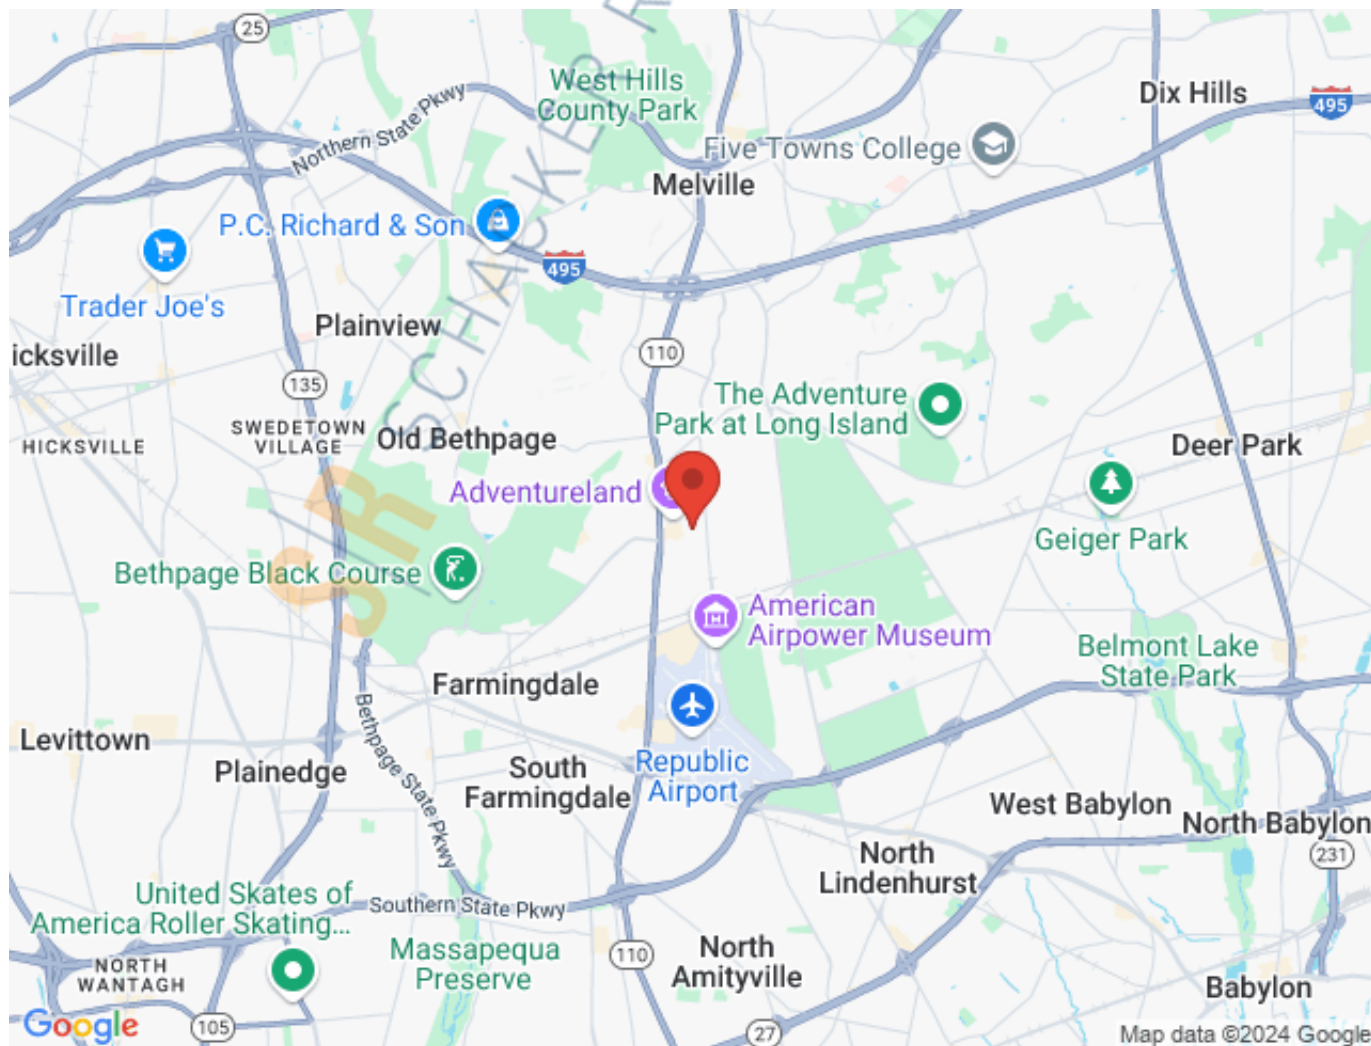 25
West Hills
County Park
Dix Hills
495
Northern State Pkwy
Five Towns College
Melville
P.C. Richard & Son
495
Trader Joe's
Plainview
icksville
110
135
The Adventure
Park at Long Island
SWEDETOWN
VILLAGE
HICKSVILLE
Old Bethpage
Deer Park
Adventureland
Geiger Park
Bethpage Black Course
American
Airpower Museum
Belmont Lake
State Park
Farmingdale
Bethpage State Pkwy
Levittown
Plainedge
South
Farmingdale
Republic
Airport
West Babylon
North Babylon
231
North
Lindenhurst
United Skates of
America Roller Skating...
Southern State Pkwy
Massapequa
Preserve
110
North
Amityville
NORTH
WANTAGH
Babylon
Google
105
27
Map data ©2024 Google
SIR
SCHACKER R